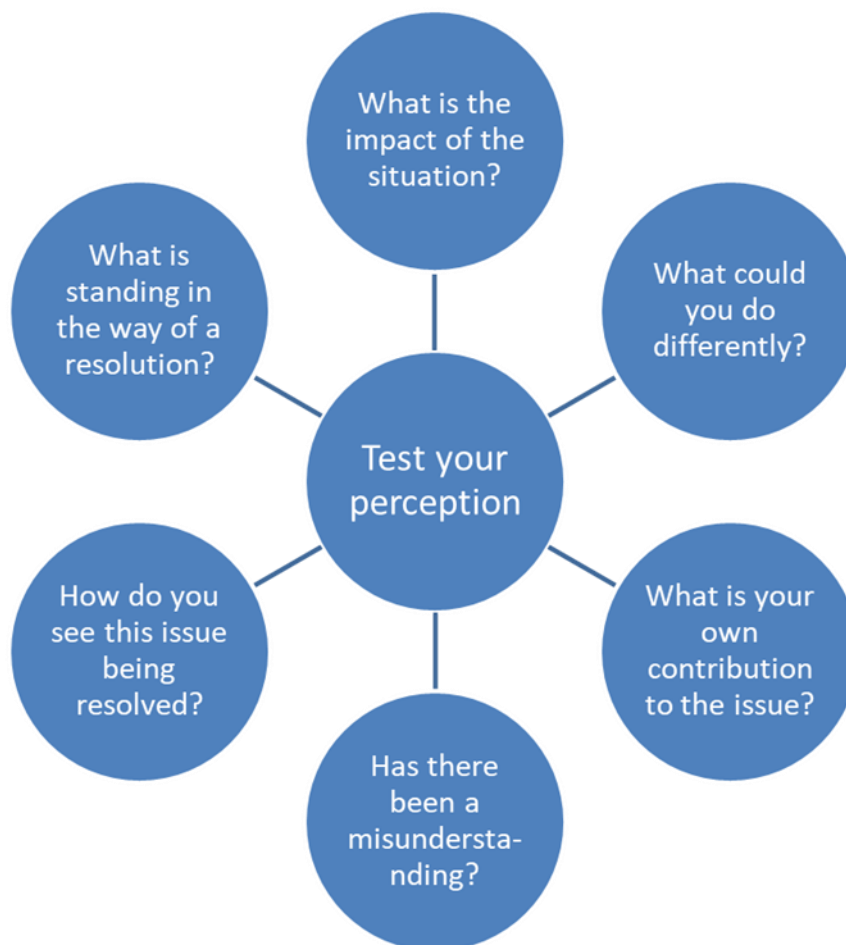 What is the
impact of the
situation?
What could
you do
differently?
What is your
own
contribution
to the issue?
Has there
been a
misundersta-
nding?
How do you
see this issue
being
resolved?
What is
standing in
the way of a
resolution?
Test your
perception